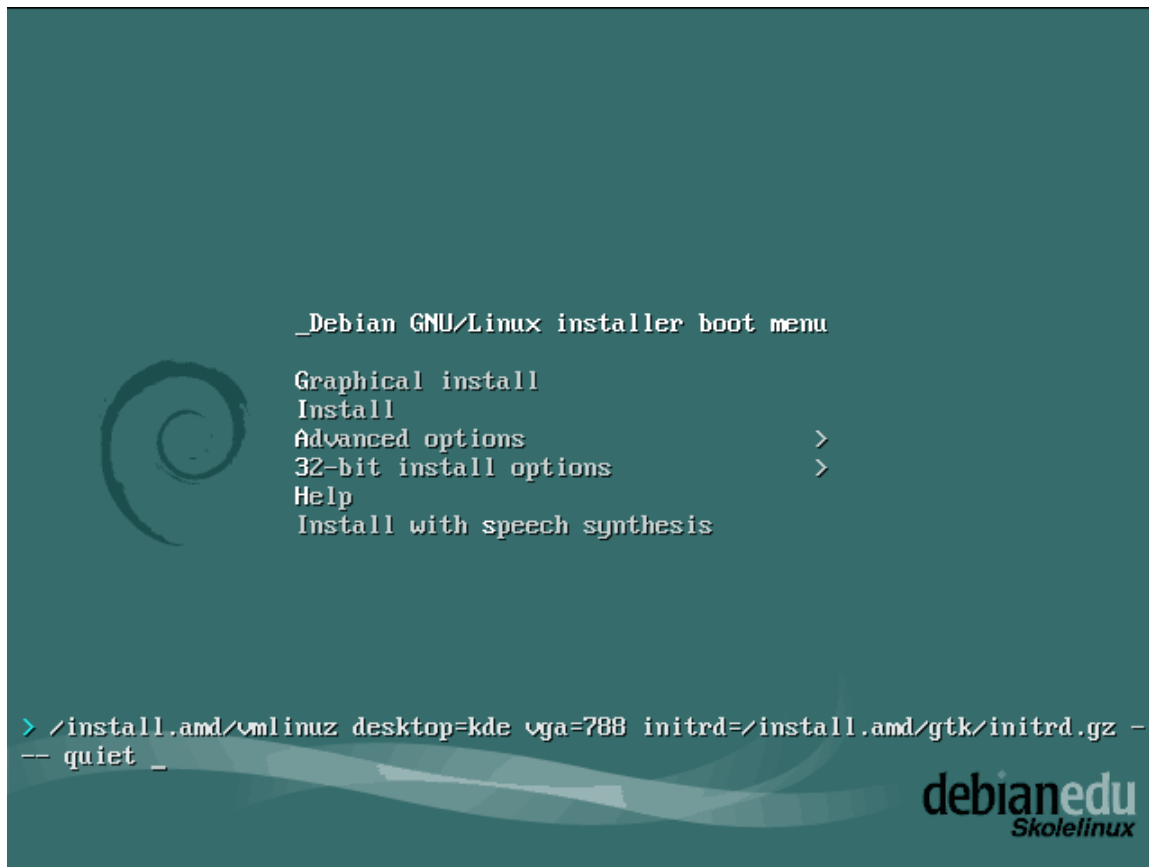 _Debian GNU/Linux installer boot menu
Graphical install
Install
Advanced options >
32-bit install options >
Help
Install with speech synthesis
> /install.amd/vmlinuz desktop=kde vga=788 initrd=/install.amd/gtk/initrd.gz -
-- quiet _
debianedu
Skolelinux